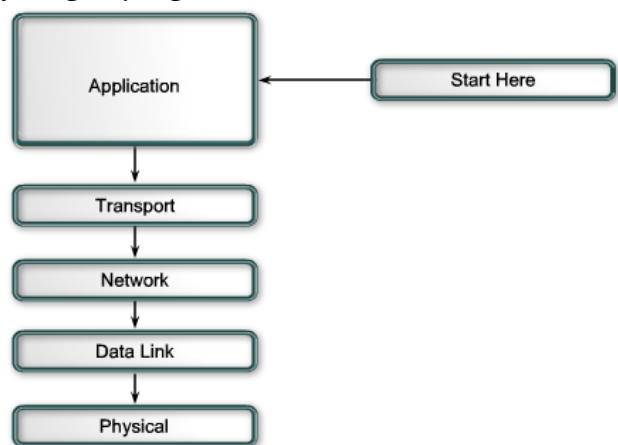 Application
Start Here
Transport
Network
Data Link
Physical